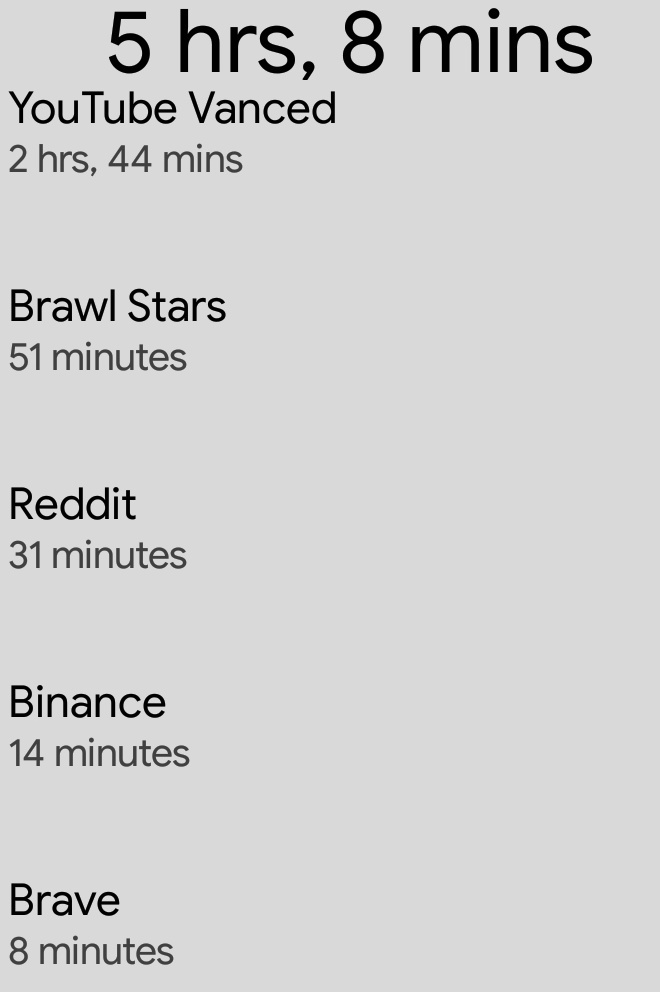 5 hrs, 8 mins
YouTube Vanced
2 hrs, 44 mins
Brawl Stars
51 minutes
Reddit
31 minutes
Binance
14 minutes
Brave
8 minutes